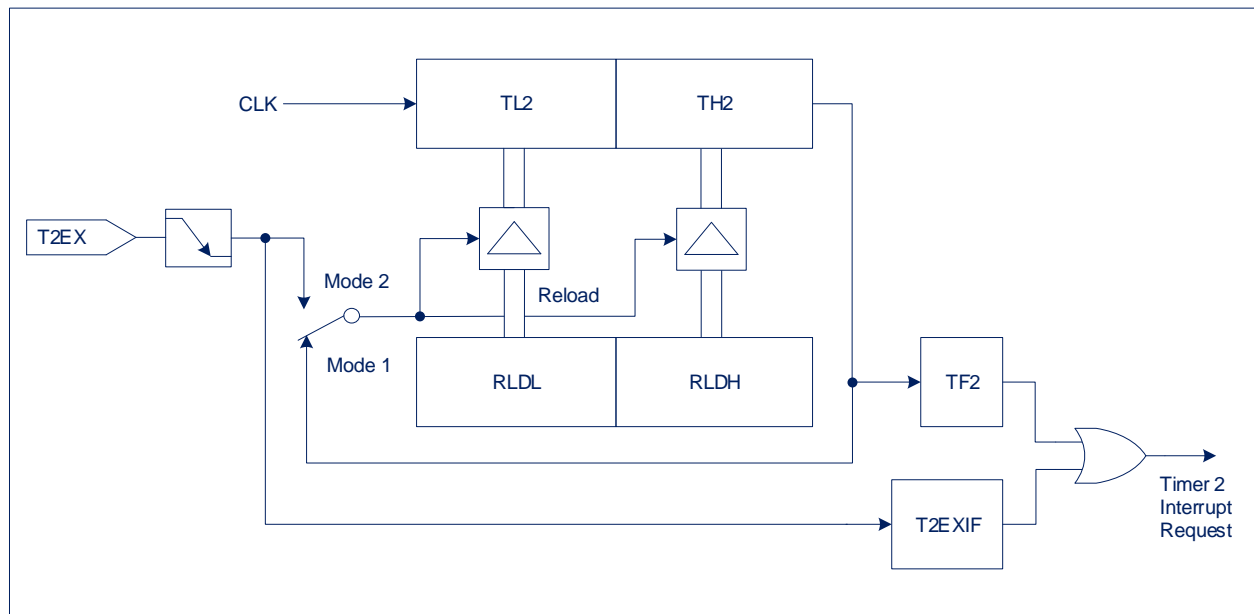 CLK
TL2
TH2
T2EX
Mode 2
Reload
Mode 1
RLDL
RLDH
TF2
T2EXIF
Timer 2
Interrupt
Request